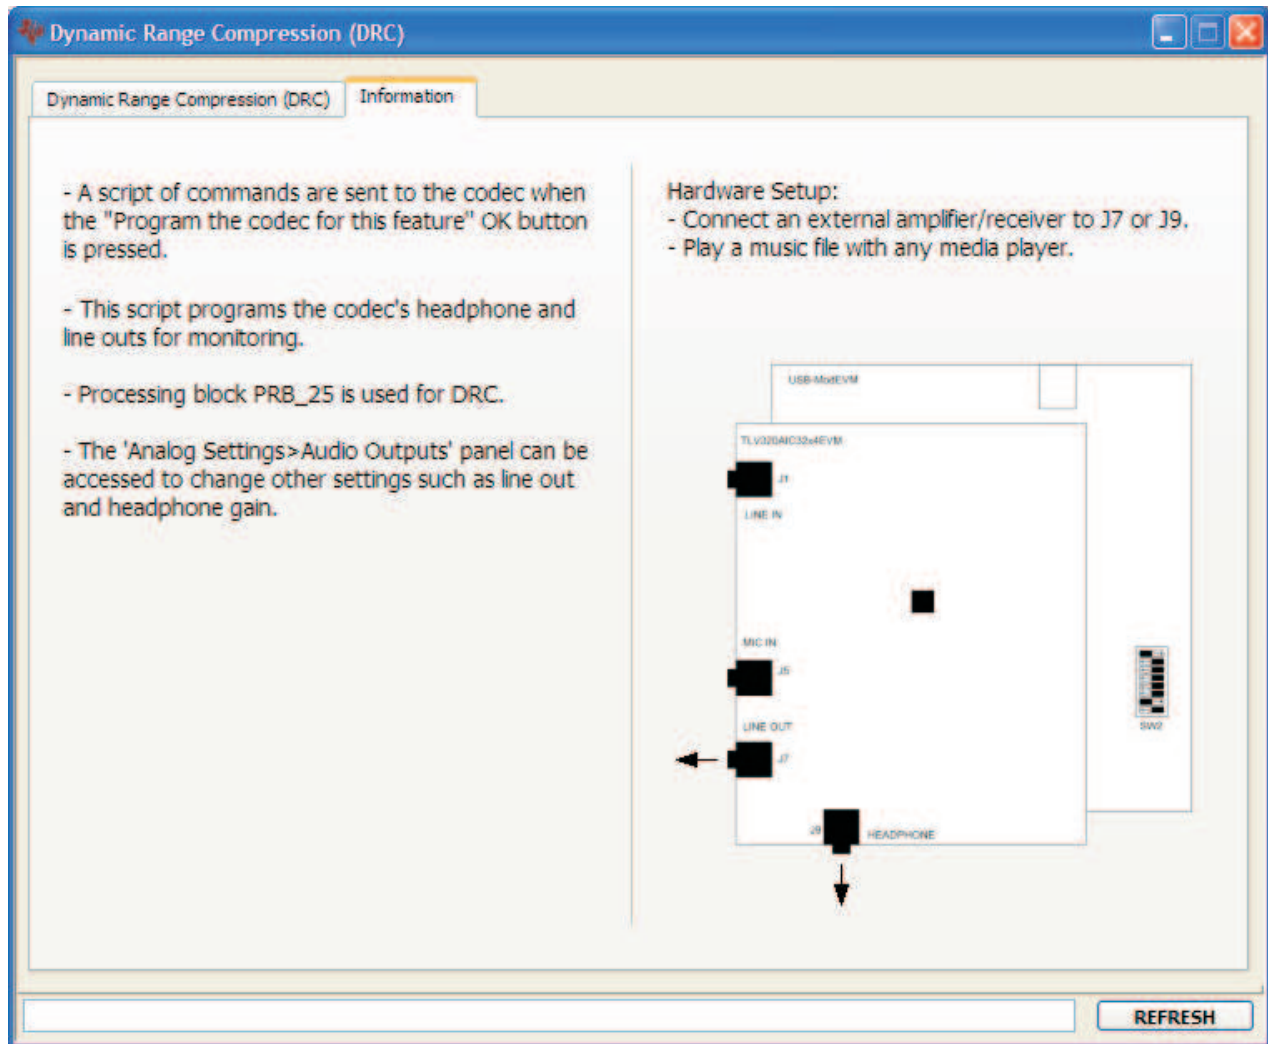 Dynamic Range Compression (DRC)
Dynamic Range Compression (DRC)
Information
- A script of commands are sent to the codec when
the "Program the codec for this feature" OK button
is pressed.
- This script programs the codec's headphone and
line outs for monitoring.
- Processing block PRB_25 is used for DRC.
- The 'Analog Settings>Audio Outputs' panel can be
accessed to change other settings such as line out
and headphone gain.
Hardware Setup:
- Connect an external amplifier/receiver to J7 or J9.
- Play a music file with any media player.
USB-ModEVM
TLV320AIC32x4EVM
J1
LINE IN
MIC IN
J5
LINE OUT
J7
J9
HEADPHONE
SW2
REFRESH